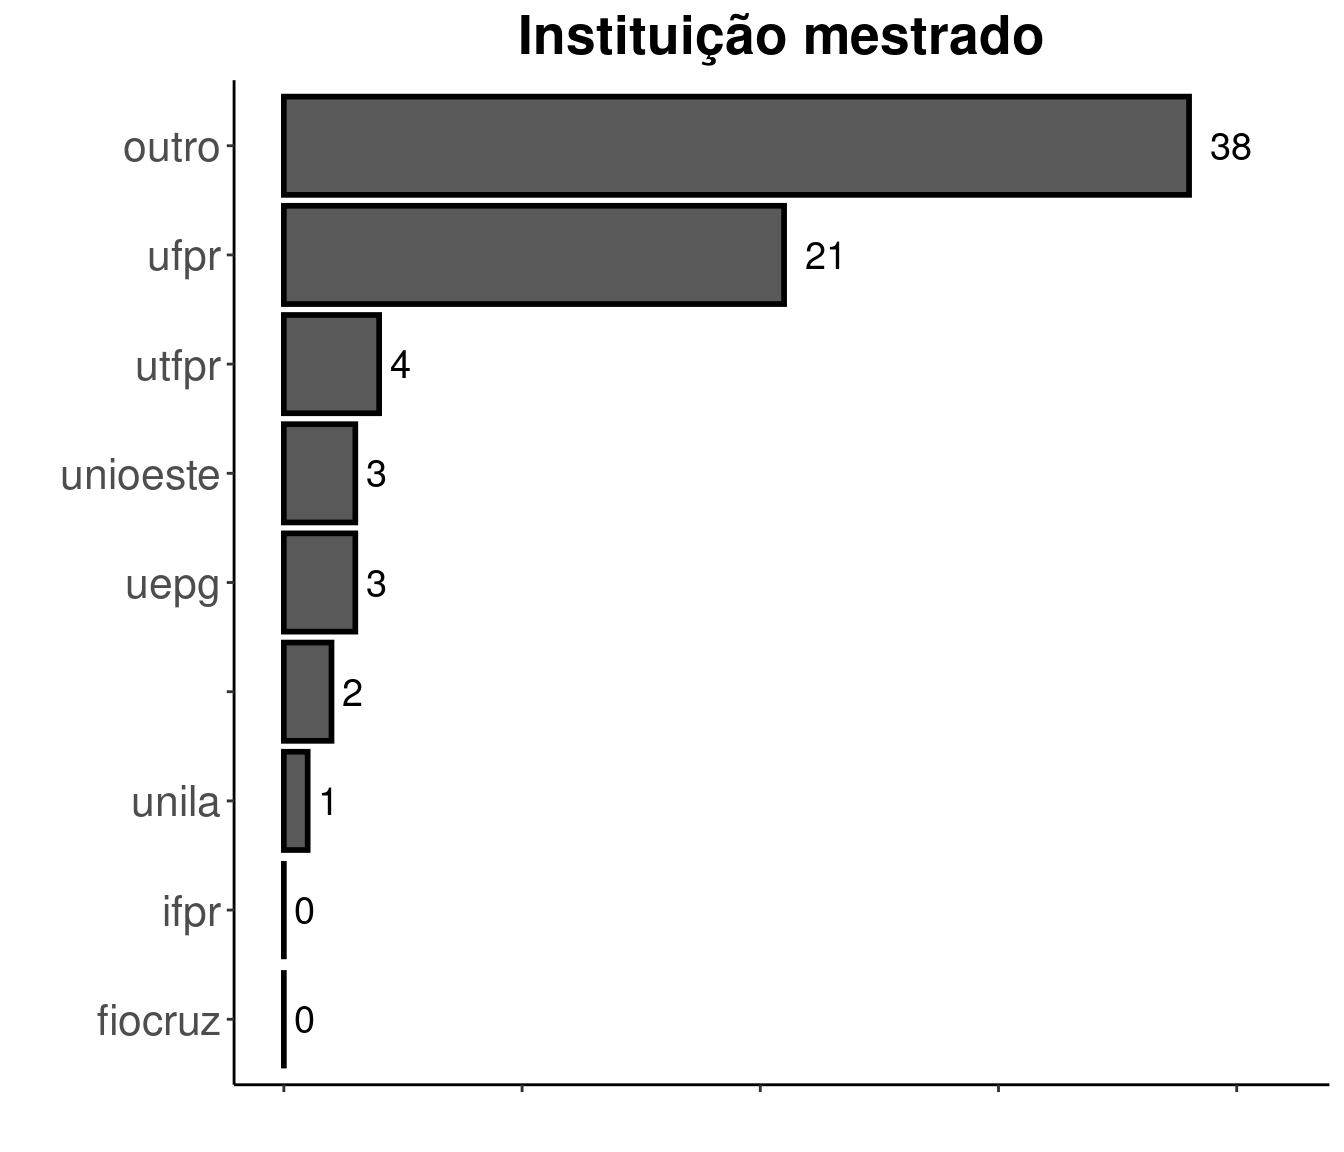 Instituição mestrado
outro 38
ufpr 21
utfpr 4
unioeste 3
uepg 3
2
unila 1
ifpr 0
fiocruz 0